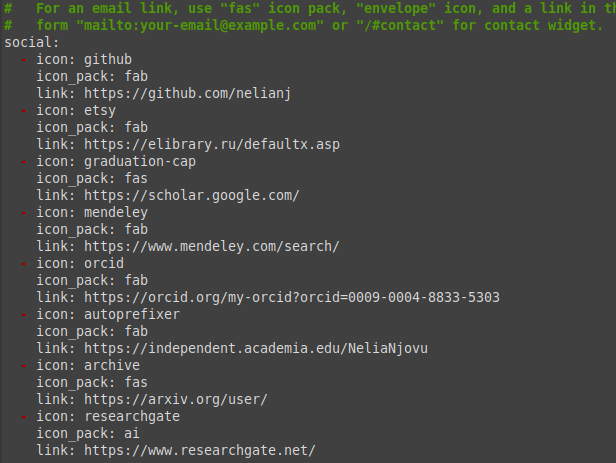 #   For an email link, use "fas" icon pack, "envelope" icon, and a link in th
#   form "mailto:your-email@example.com" or "/#contact" for contact widget.
social:
  - icon: github
    icon_pack: fab
    link: https://github.com/nelianj
  - icon: etsy
    icon_pack: fab
    link: https://elibrary.ru/defaultx.asp
  - icon: graduation-cap
    icon_pack: fas
    link: https://scholar.google.com/
  - icon: mendeley
    icon_pack: fab
    link: https://www.mendeley.com/search/
  - icon: orcid
    icon_pack: fab
    link: https://orcid.org/my-orcid?orcid=0009-0004-8833-5303
  - icon: autoprefixer
    icon_pack: fab
    link: https://independent.academia.edu/NeliaNjovu
  - icon: archive
    icon_pack: fas
    link: https://arxiv.org/user/
  - icon: researchgate
    icon_pack: ai
    link: https://www.researchgate.net/